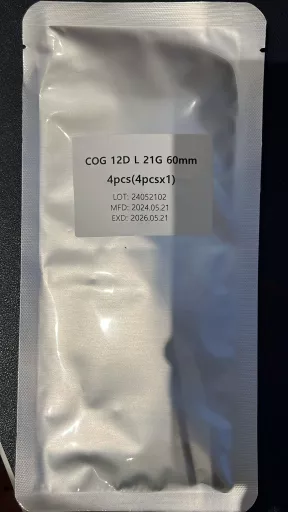 COG 12D L 21G 60mm
4pcs(4pcsx1)
LOT: 24052102
MFD: 2024.05.21
EXD: 2026.05.21